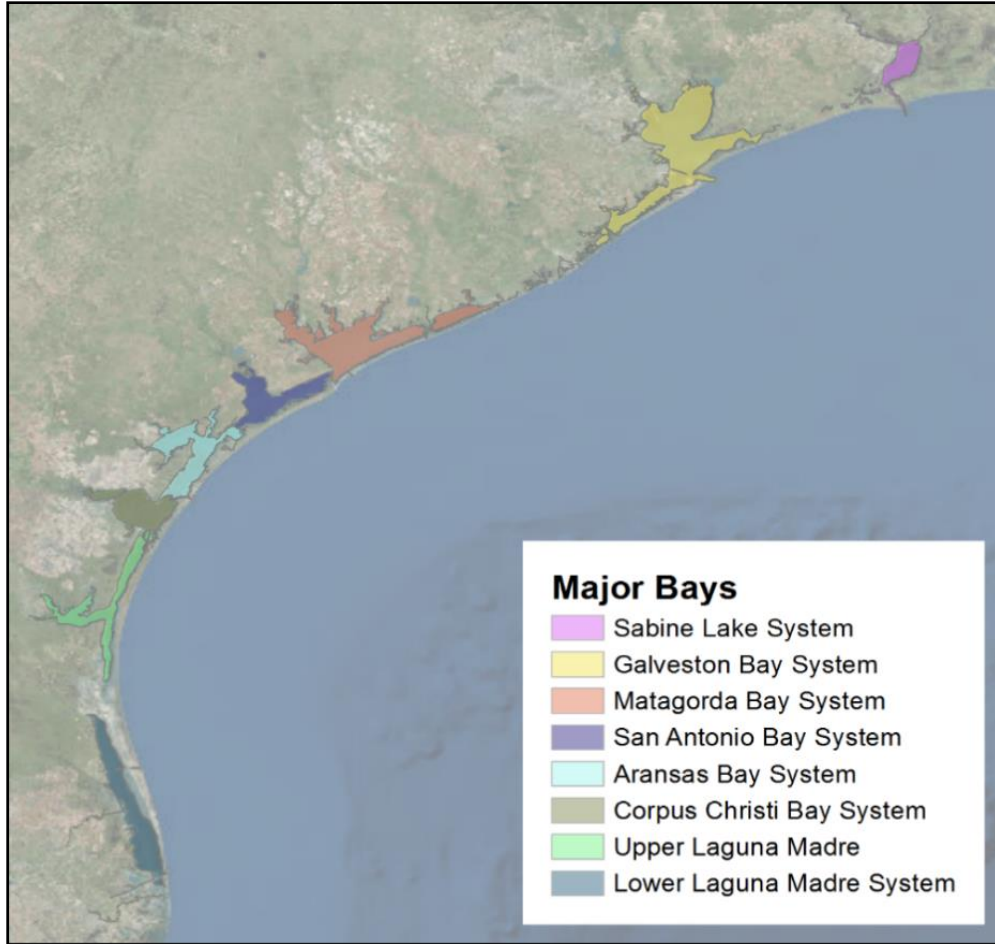 Major Bays
Sabine Lake System
Galveston Bay System
Matagorda Bay System
San Antonio Bay System
Aransas Bay System
Corpus Christi Bay System
Upper Laguna Madre
Lower Laguna Madre System